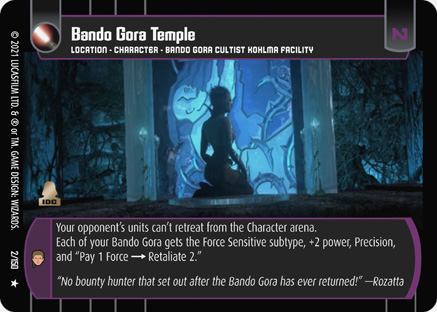 Bando Gora Temple
LOCATION - CHARACTER - BANDO GORA CULTIST KOHLMA FACILITY
Your opponent's units can't retreat from the Character arena.
Each of your Bando Gora gets the Force Sensitive subtype, +2 power, Precision,
and “Pay 1 Force → Retaliate 2.”
“No bounty hunter that set out after the Bando Gora has ever returned!” —Rozatta
© 2021 LUCASFILM LTD. & ® or TM. GAME DESIGN, WIZARDS.
2/150